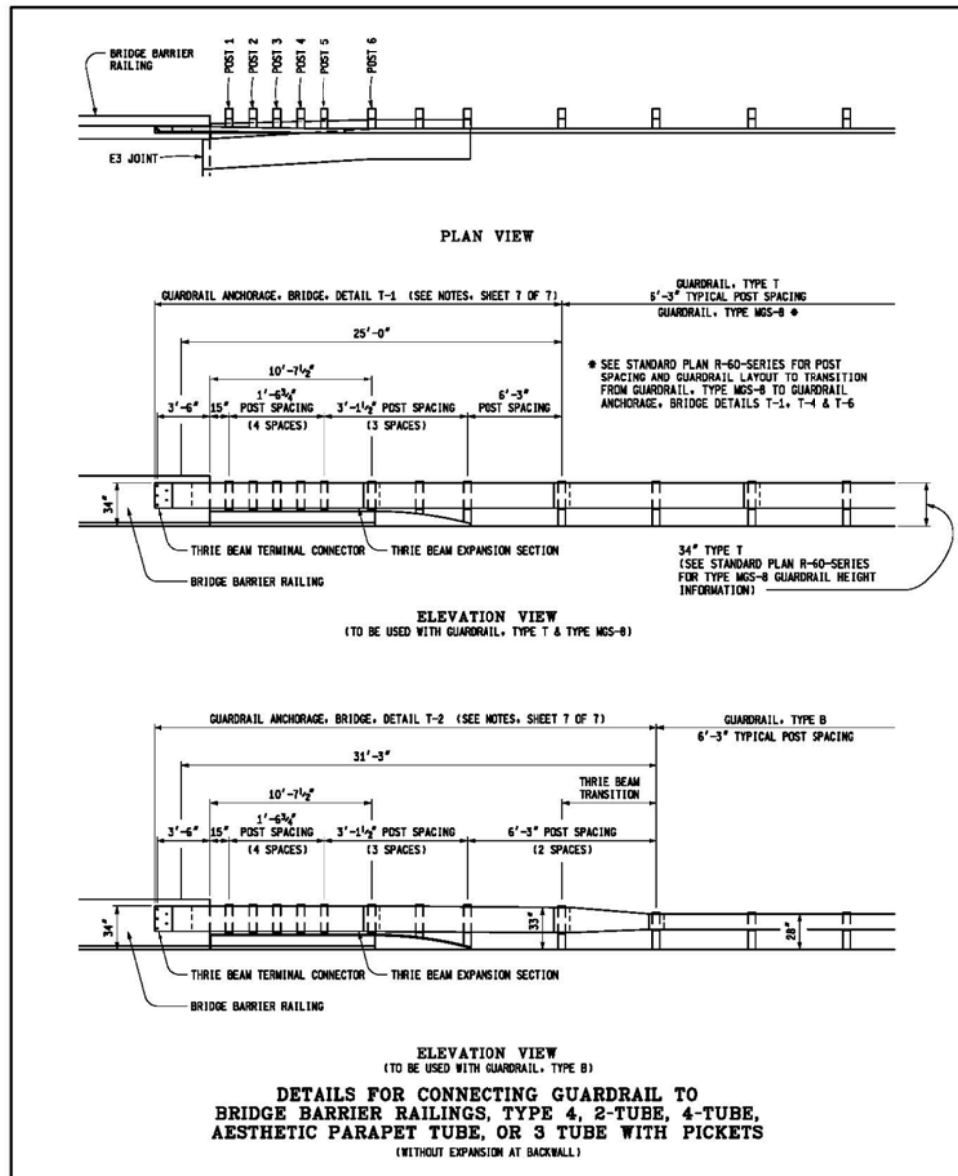 BRIDGE BARRIER
RAILING
POST 1
POST 2
POST 3
POST 4
POST 5
POST 6
E3 JOINT
PLAN VIEW
GUARDRAIL ANCHORAGE, BRIDGE, DETAIL T-1 (SEE NOTES, SHEET 7 OF 7)
GUARDRAIL, TYPE T
6'-3" TYPICAL POST SPACING
GUARDRAIL, TYPE MGS-8 *
25'-0"
* SEE STANDARD PLAN R-60-SERIES FOR POST
SPACING AND GUARDRAIL LAYOUT TO TRANSITION
FROM GUARDRAIL, TYPE MGS-8 TO GUARDRAIL
ANCHORAGE, BRIDGE DETAILS T-1, T-4 & T-6
10'-7½"
3'-6"
15"
1'-6¾"
POST SPACING
(4 SPACES)
3'-1½" POST SPACING
(3 SPACES)
6'-3"
POST SPACING
34"
THRIE BEAM TERMINAL CONNECTOR
THRIE BEAM EXPANSION SECTION
BRIDGE BARRIER RAILING
34" TYPE T
(SEE STANDARD PLAN R-60-SERIES
FOR TYPE MGS-8 GUARDRAIL HEIGHT
INFORMATION)
ELEVATION VIEW
(TO BE USED WITH GUARDRAIL, TYPE T & TYPE MGS-8)
GUARDRAIL ANCHORAGE, BRIDGE, DETAIL T-2 (SEE NOTES, SHEET 7 OF 7)
GUARDRAIL, TYPE B
6'-3" TYPICAL POST SPACING
31'-3"
THRIE BEAM
TRANSITION
10'-7½"
3'-6"
15"
1'-6¾"
POST SPACING
(4 SPACES)
3'-1½" POST SPACING
(3 SPACES)
6'-3" POST SPACING
(2 SPACES)
34"
33"
28"
THRIE BEAM TERMINAL CONNECTOR
THRIE BEAM EXPANSION SECTION
BRIDGE BARRIER RAILING
ELEVATION VIEW
(TO BE USED WITH GUARDRAIL, TYPE B)
DETAILS FOR CONNECTING GUARDRAIL TO
BRIDGE BARRIER RAILINGS, TYPE 4, 2-TUBE, 4-TUBE,
AESTHETIC PARAPET TUBE, OR 3 TUBE WITH PICKETS
(WITHOUT EXPANSION AT BACKWALL)